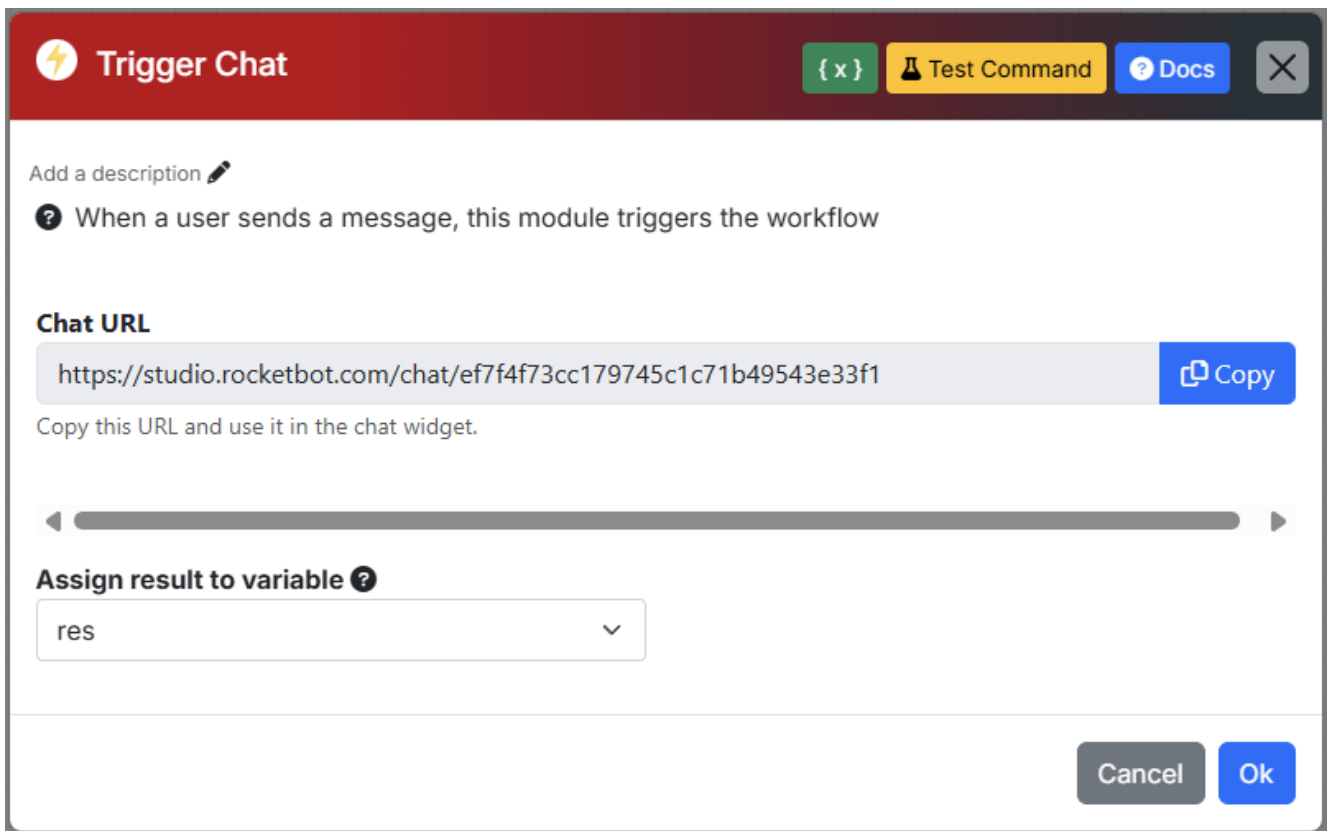 Trigger Chat
{ x } Test Command Docs
Add a description
When a user sends a message, this module triggers the workflow
Chat URL
https://studio.rocketbot.com/chat/ef7f4f73cc179745c1c71b49543e33f1 Copy
Copy this URL and use it in the chat widget.
Assign result to variable
res
Cancel Ok